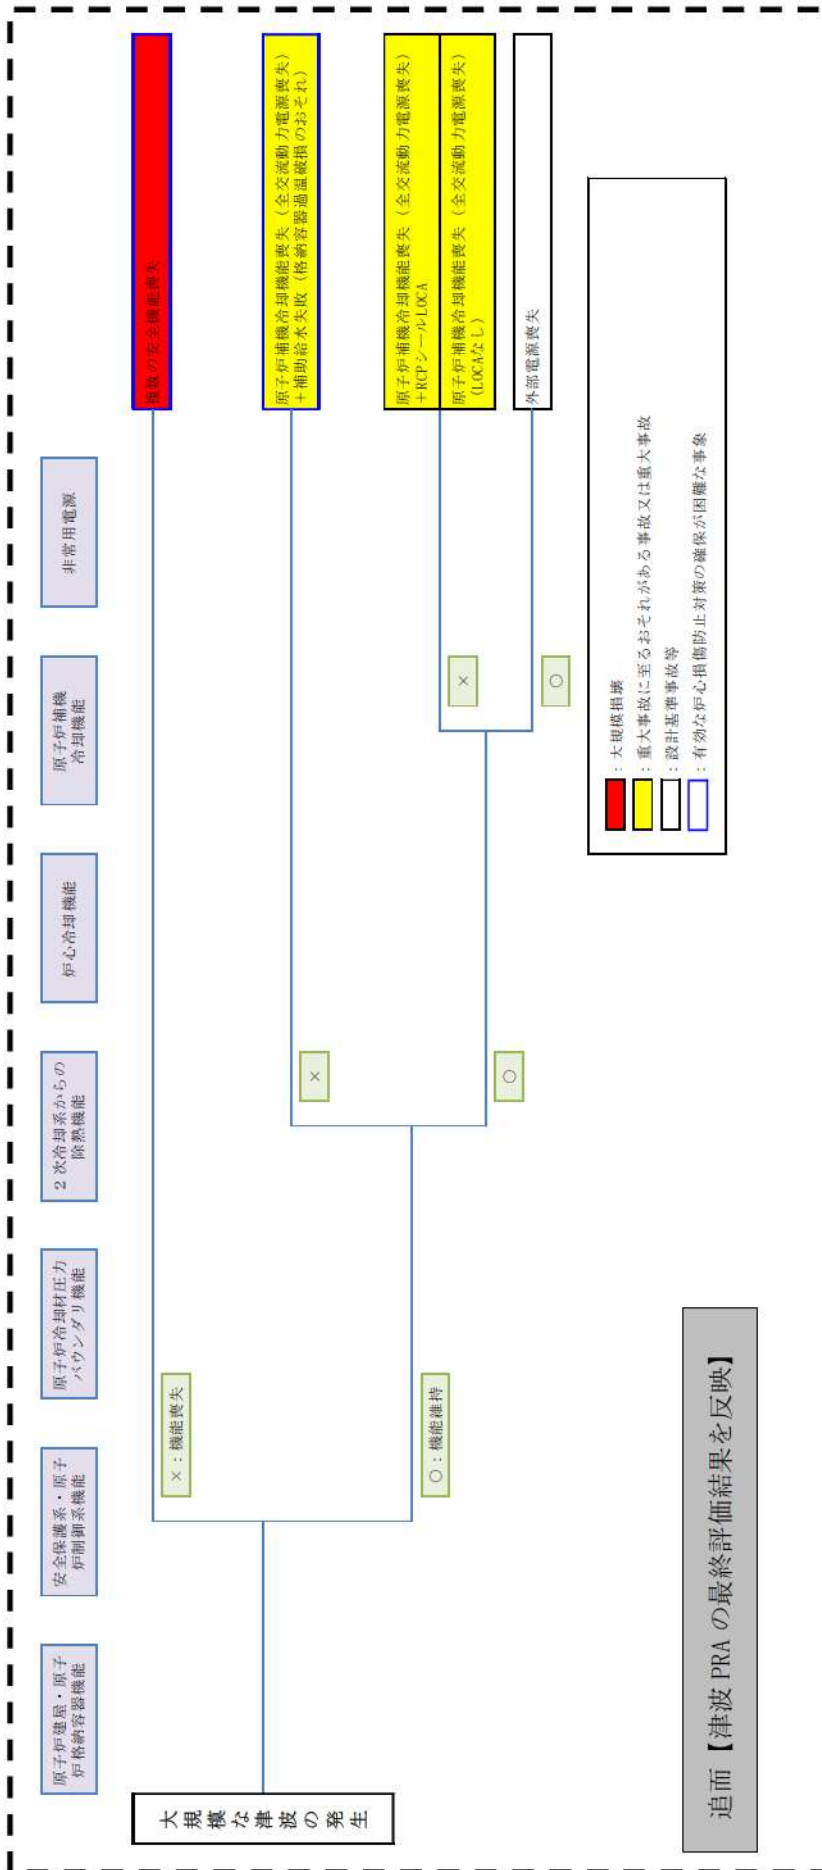 大規模な津波の発生
原子炉建屋・原子
炉格納容器機能
安全保護系・原子
炉制御系機能
原子炉冷却材圧力
バウンダリ機能
2次冷却系からの
除熱機能
炉心冷却機能
原子炉補機
冷却機能
非常用電源
×：機能喪失
○：機能維持
×
○
×
○
複数の安全機能喪失
原子炉補機冷却機能喪失（全交流動力電源喪失）
＋補助給水失敗（格納容器過温破損のおそれ）
原子炉補機冷却機能喪失（全交流動力電源喪失）
＋RCPシールLOCA
原子炉補機冷却機能喪失（全交流動力電源喪失）
（LOCAなし）
外部電源喪失
：大規模損壊
：重大事故に至るおそれがある事故又は重大事故
：設計基準事故等
：有効な炉心損傷防止対策の確保が困難な事象
追而【津波PRAの最終評価結果を反映】